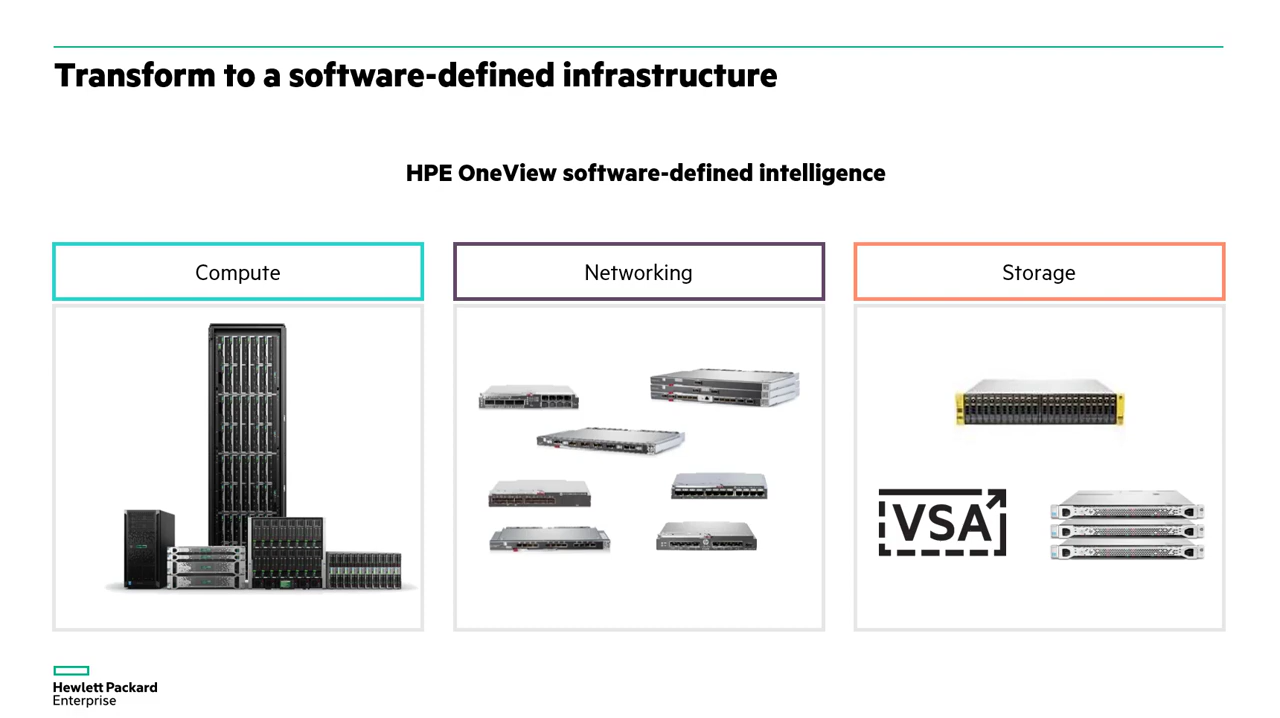 Transform to a software-defined infrastructure
HPE OneView software-defined intelligence
Compute
Networking
Storage
VSA
Hewlett Packard
Enterprise